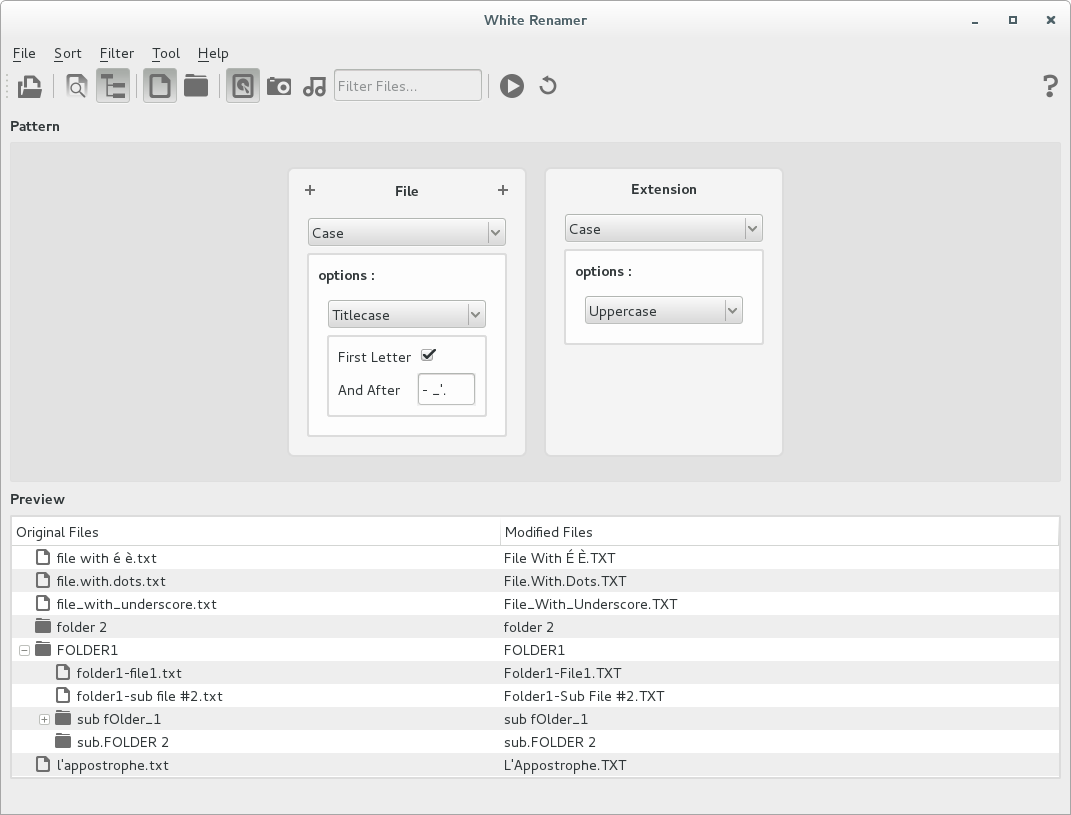 White Renamer
File Sort Filter Tool Help
Filter Files... ?
Pattern
+ File + Extension
Case Case
options : options :
Titlecase Uppercase
First Letter
And After - _'.
Preview
Original Files Modified Files
file with é è.txt File With É È.TXT
file.with.dots.txt File.With.Dots.TXT
file_with_underscore.txt File_With_Underscore.TXT
folder 2 folder 2
FOLDER1 FOLDER1
folder1-file1.txt Folder1-File1.TXT
folder1-sub file #2.txt Folder1-Sub File #2.TXT
sub fOlder_1 sub fOlder_1
sub.FOLDER 2 sub.FOLDER 2
l'appostrophe.txt L'Appostrophe.TXT